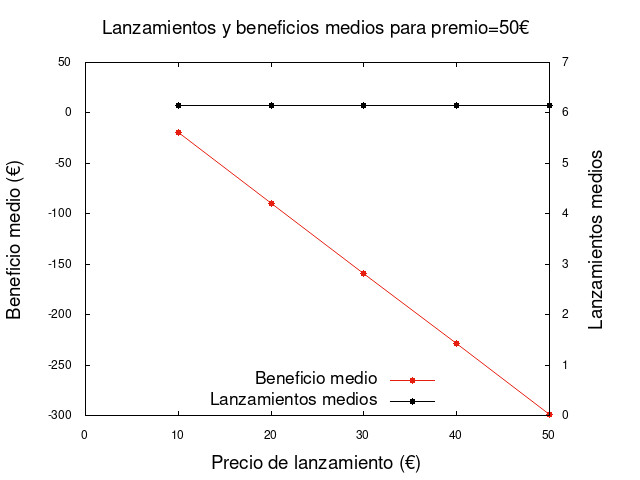 Lanzamientos y beneficios medios para premio=50€
50
0
-50
-100
-150
-200
-250
-300
7
6
5
4
3
2
1
0
Beneficio medio (€)
Lanzamientos medios
Beneficio medio
Lanzamientos medios
0 10 20 30 40 50
Precio de lanzamiento (€)